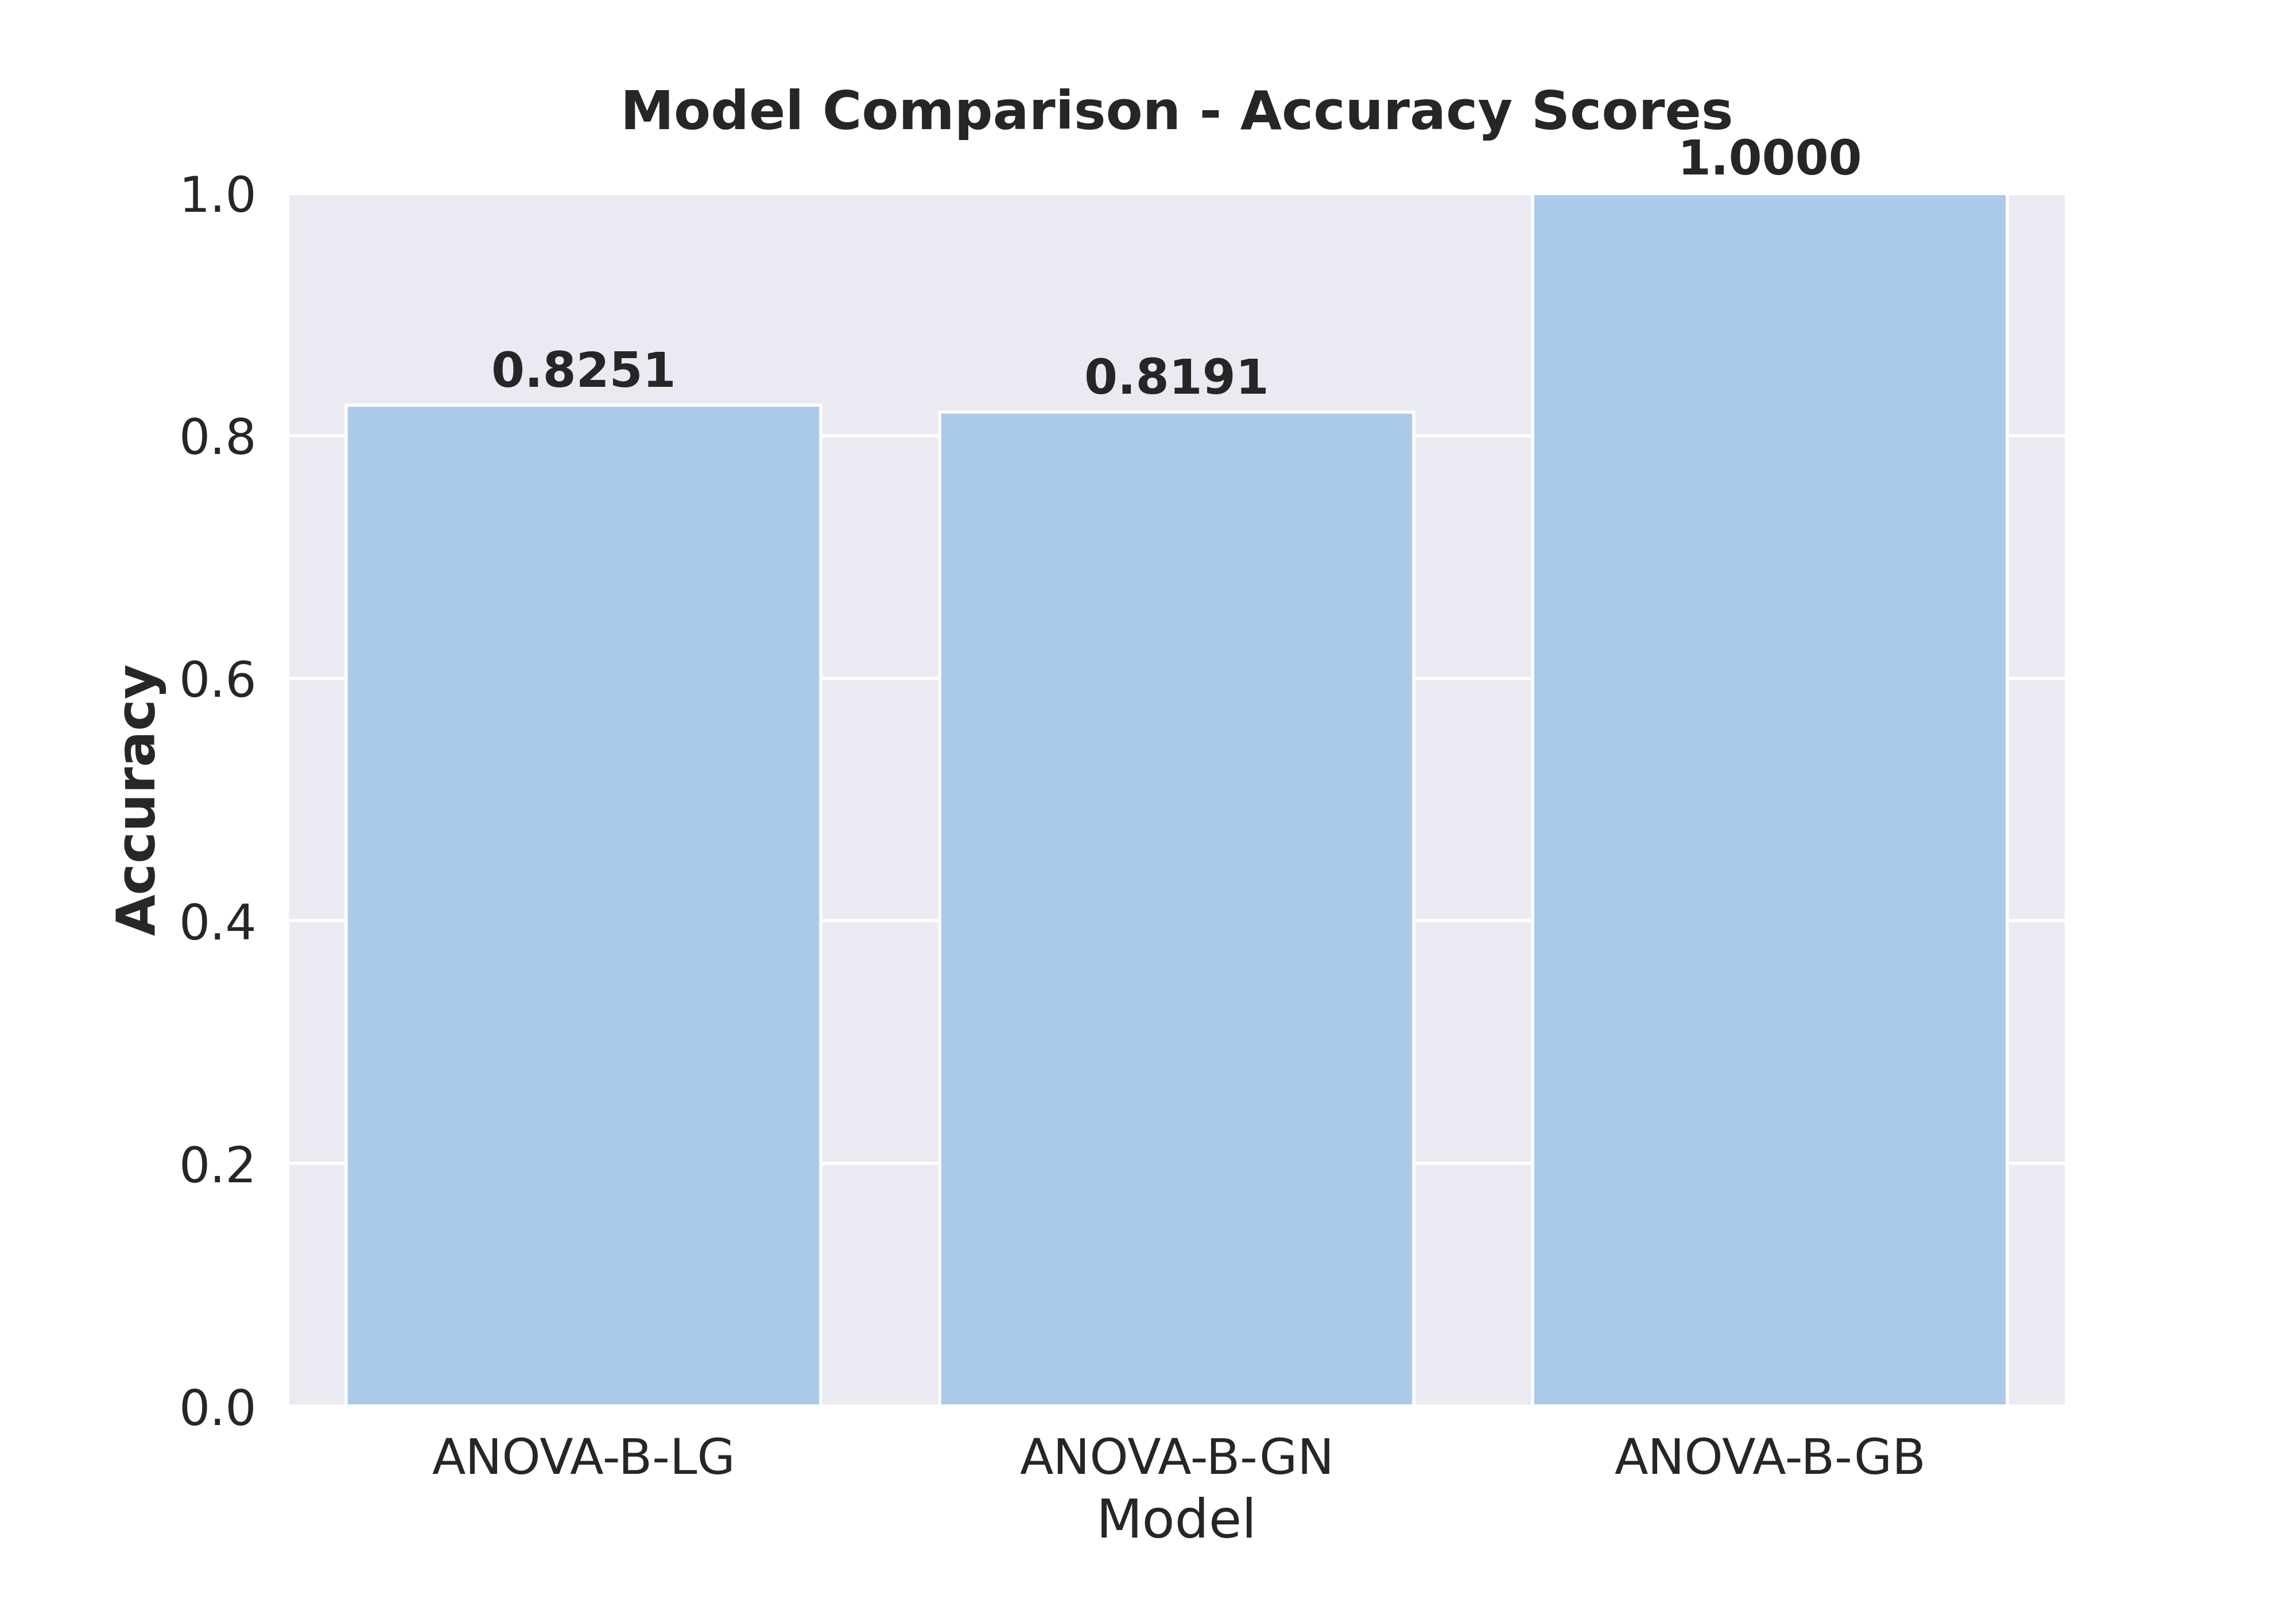 Model Comparison - Accuracy Scores
1.0000
1.0
0.8251
0.8191
0.8
0.6
Accuracy
0.4
0.2
0.0
ANOVA-B-LG
ANOVA-B-GN
ANOVA-B-GB
Model